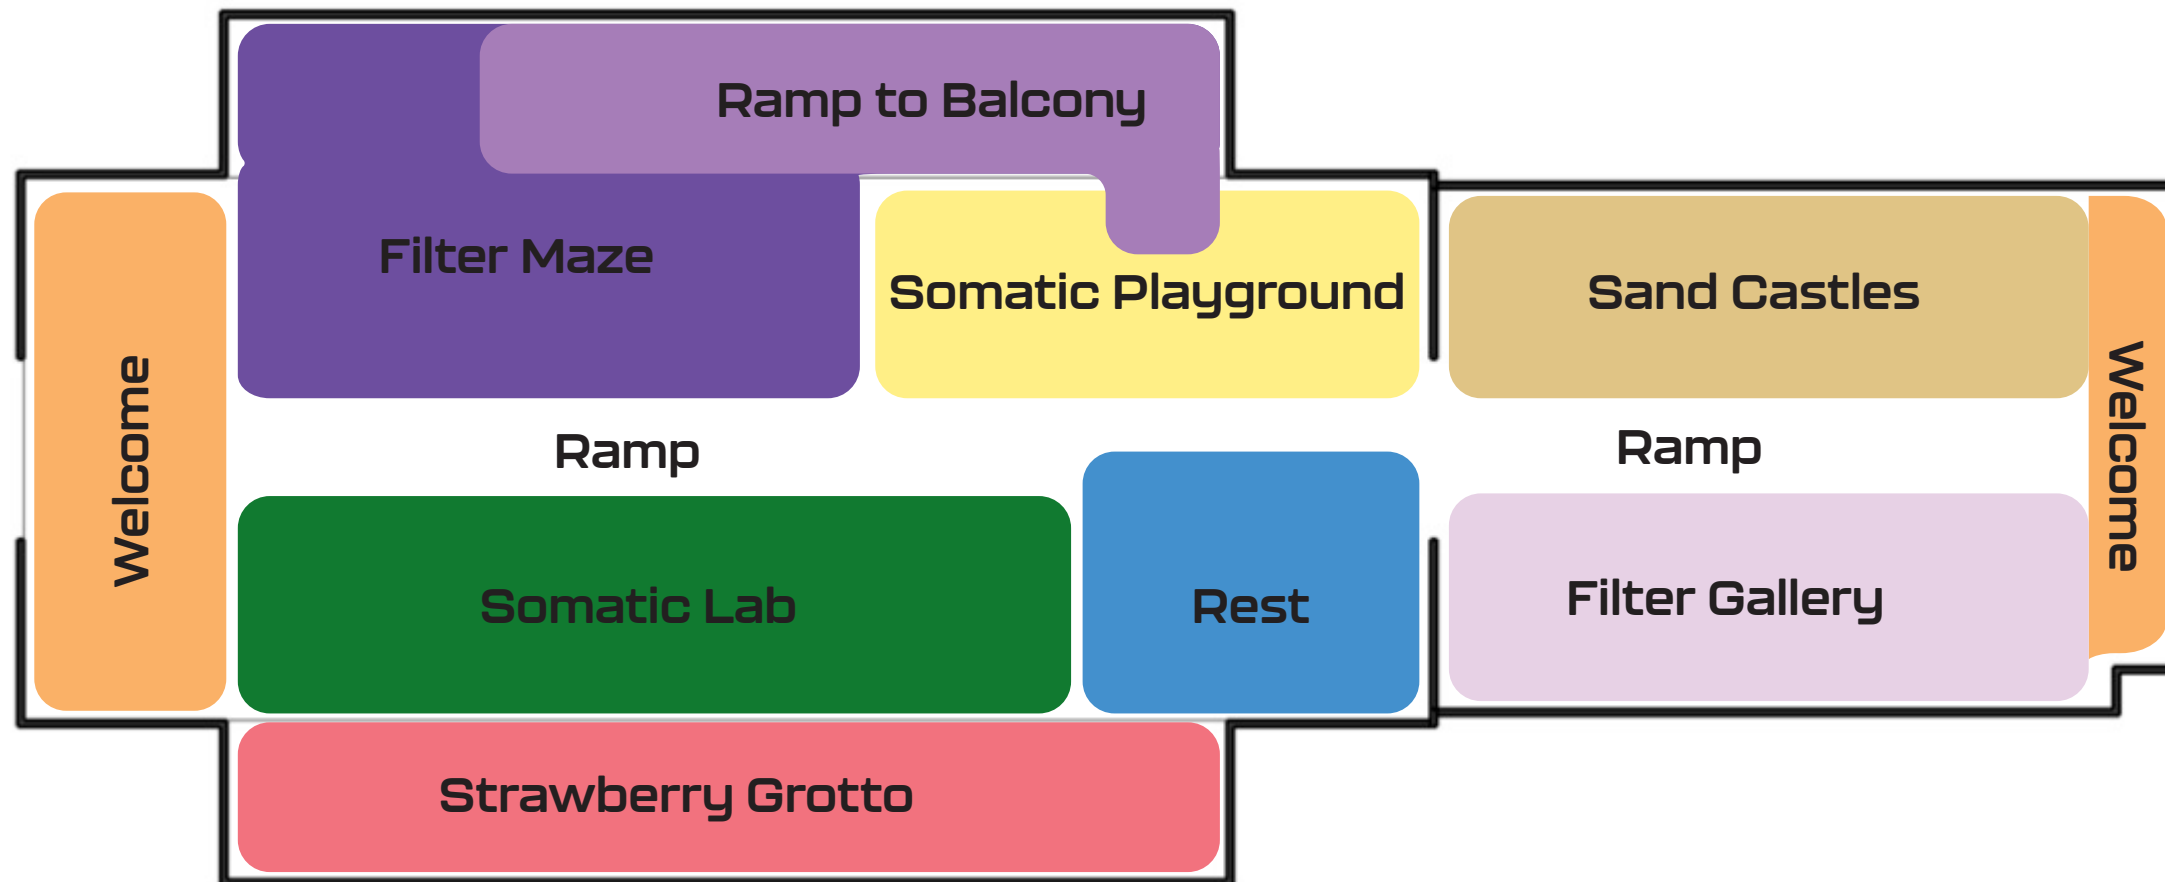 Ramp to Balcony
Filter Maze
Somatic Playground
Sand Castles
Welcome
Ramp
Ramp
Welcome
Somatic Lab
Rest
Filter Gallery
Strawberry Grotto